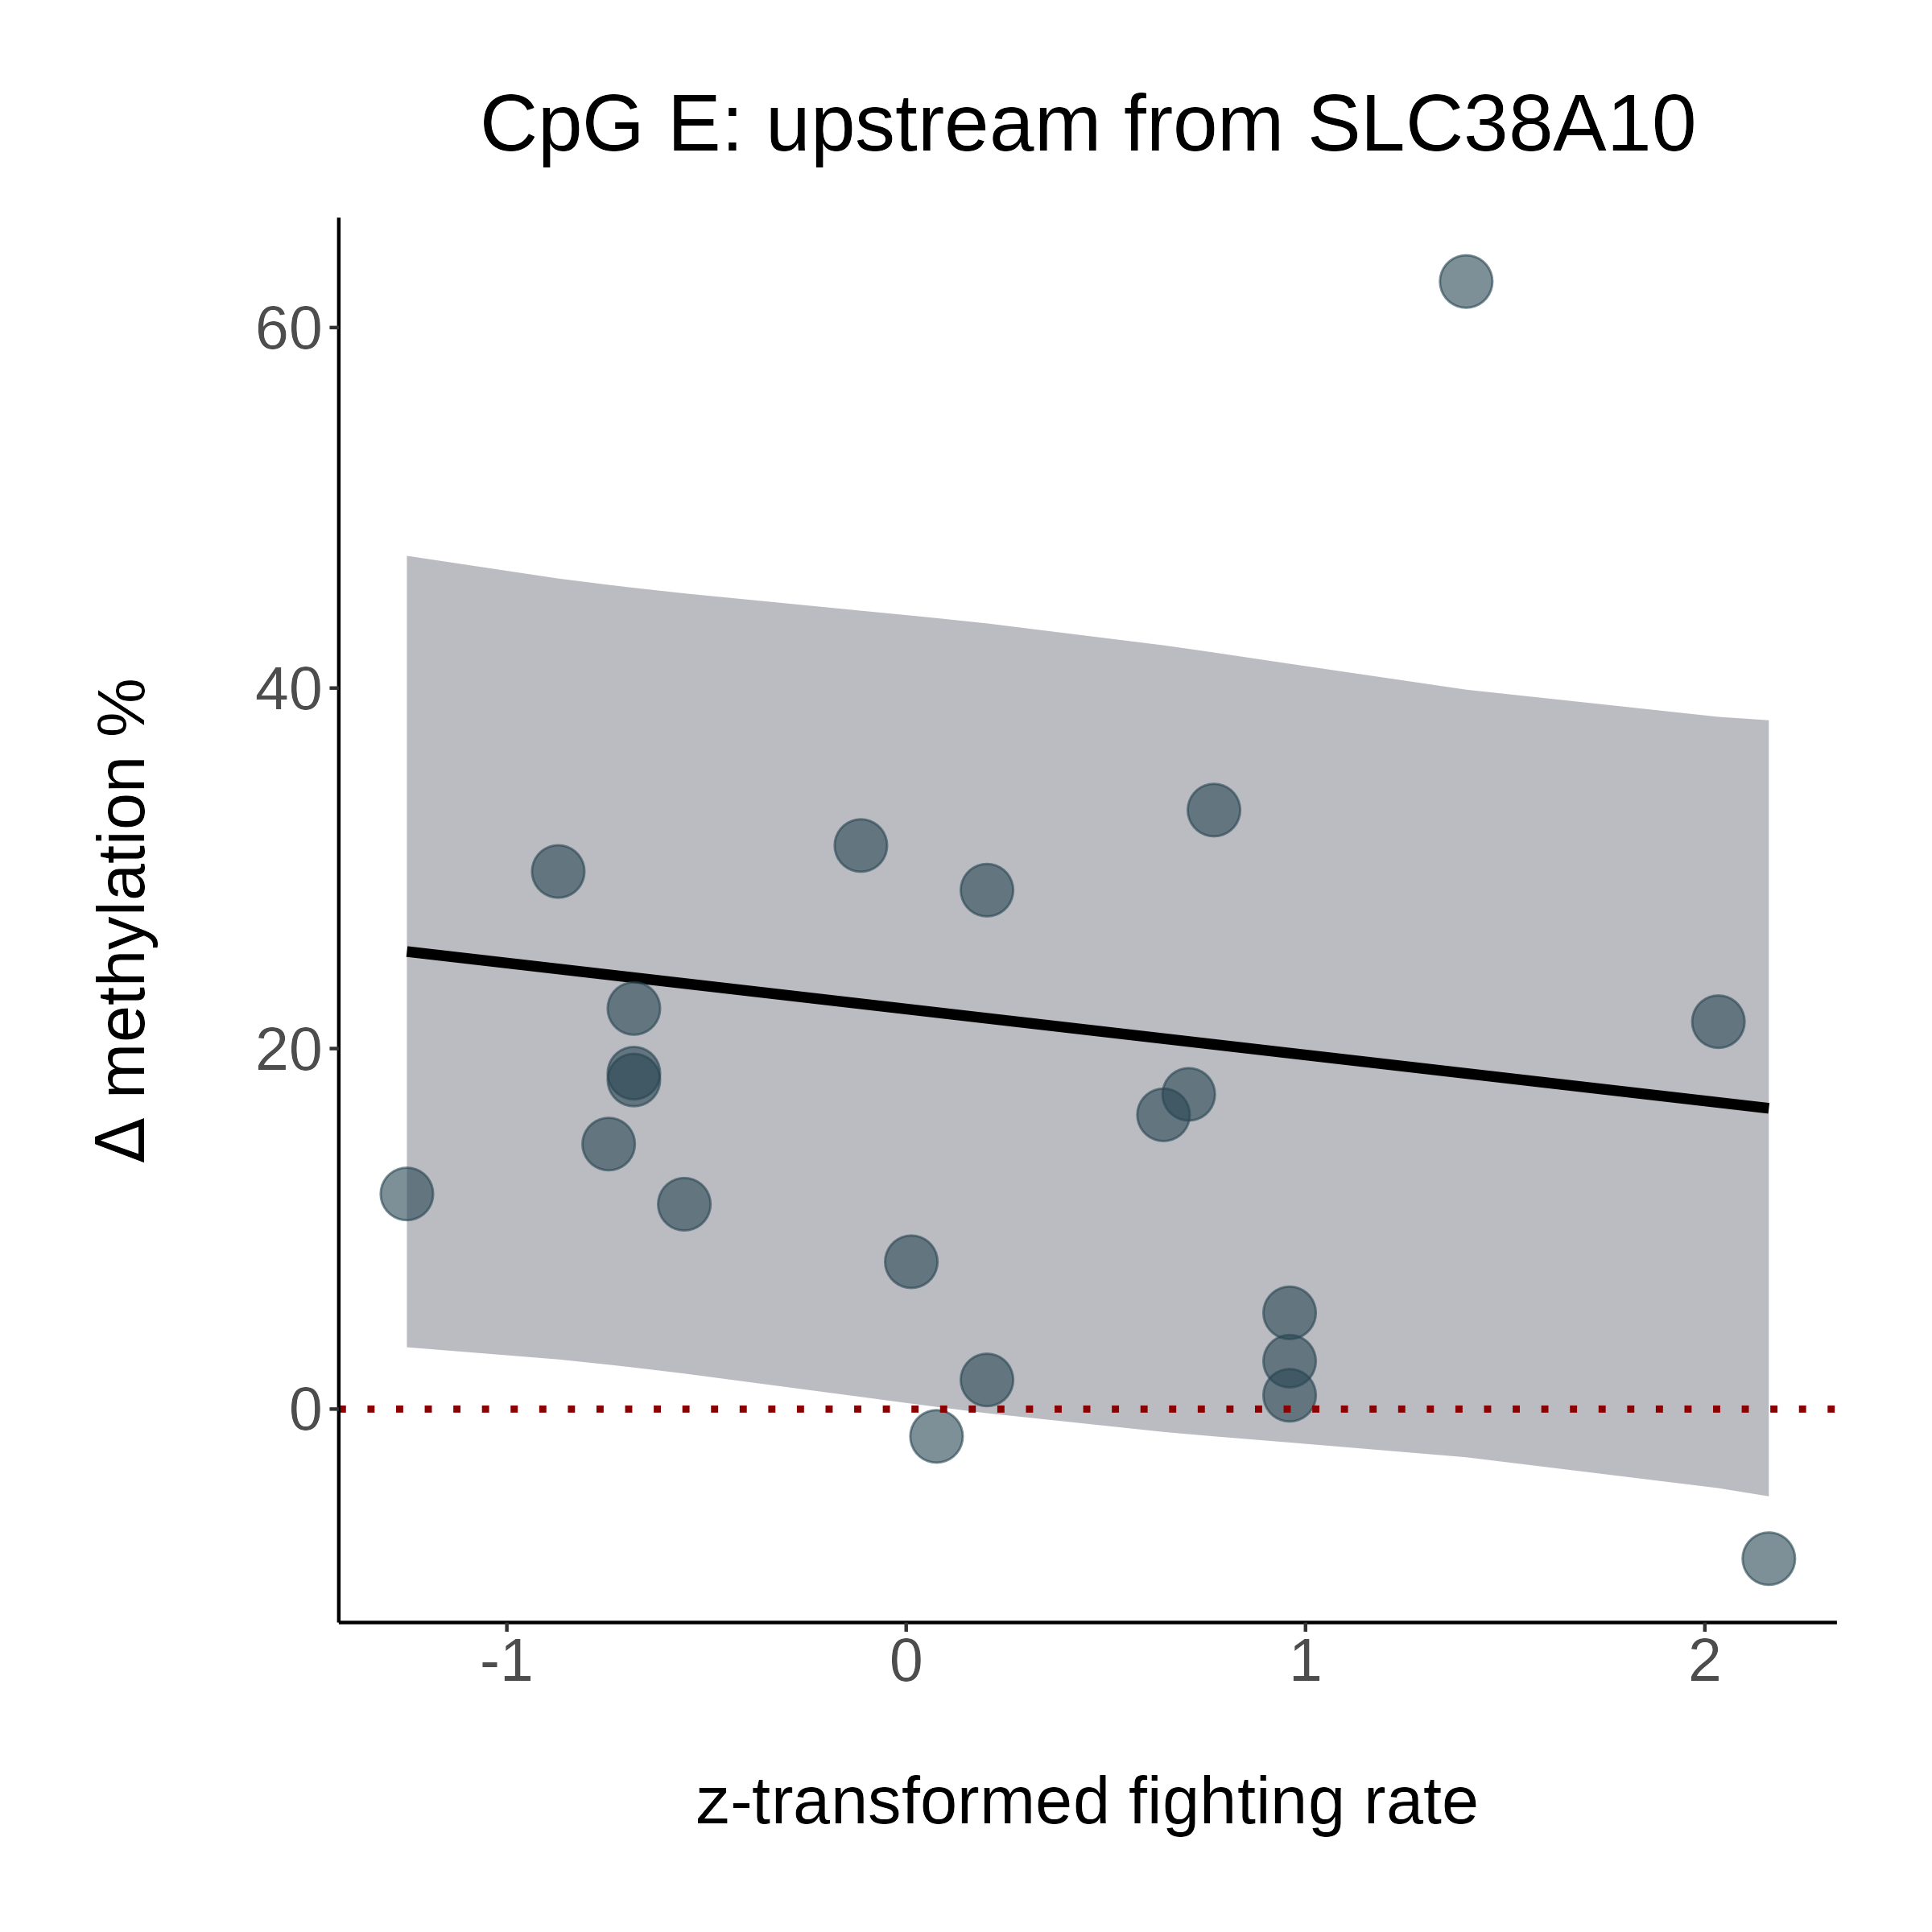 CpG E: upstream from SLC38A10
Δ methylation %
60
40
20
0
-1
0
1
2
z-transformed fighting rate